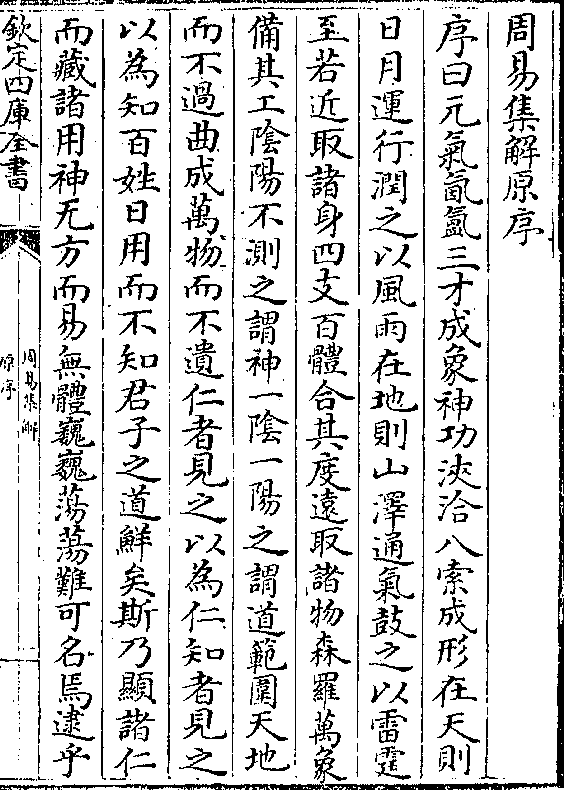 周易集解原序
序曰元氣氤氳三才成象神功浹洽八索成形在天則
日月運行潤之以風雨在地則山澤通氣鼓之以雷霆
至若近取諸身四支百體合其度遠取諸物森羅萬象
備其工陰陽不測之謂神一陰一陽之謂道範圍天地
而不過曲成萬物而不遺仁者見之以為仁知者見之
以為知百姓日用而不知君子之道鮮矣斯乃顯諸仁
而藏諸用神无方而易無體巍巍蕩蕩難可名焉逮乎
欽定四庫全書
周易集解
原序